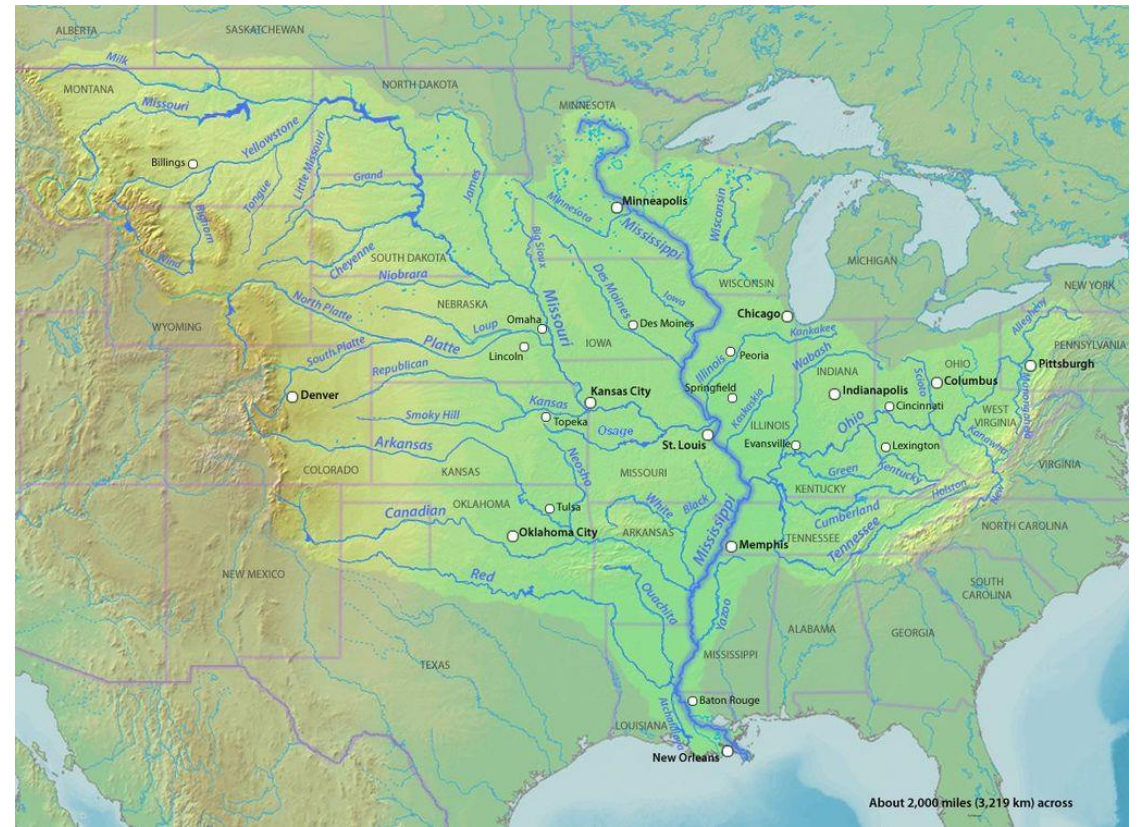 ALBERTA
SASKATCHEWAN
Milk
MONTANA
NORTH DAKOTA
MINNESOTA
Missouri
Yellowstone
Little Missouri
Billings
Tongue
Bighorn
Grand
James
Minnesota
Minneapolis
Mississippi
Wisconsin
Wind
Cheyenne
SOUTH DAKOTA
Big Sioux
Niobrara
MICHIGAN
WISCONSIN
NEW YORK
WYOMING
North Platte
NEBRASKA
Missouri
Des Moines
Iowa
Chicago
Allegheny
Loup
Omaha
Des Moines
Kankakee
South Platte
Platte
Lincoln
IOWA
Illinois
Peoria
Wabash
INDIANA
OHIO
PENNSYLVANIA
Pittsburgh
Republican
Scioto
Columbus
Denver
Kansas City
Springfield
Indianapolis
Monongahela
Kansas
Kaskaskia
Cincinnati
Smoky Hill
Topeka
Osage
St. Louis
ILLINOIS
Ohio
WEST
VIRGINIA
Arkansas
Evansville
Lexington
Kanawha
COLORADO
KANSAS
Neosho
MISSOURI
Green
Kentucky
VIRGINIA
KENTUCKY
Holston
New
OKLAHOMA
Tulsa
White
Black
Mississippi
Cumberland
Canadian
Oklahoma City
ARKANSAS
Memphis
TENNESSEE
Tennessee
NORTH CAROLINA
NEW MEXICO
Red
Ouachita
Yazoo
SOUTH
CAROLINA
ALABAMA
GEORGIA
TEXAS
MISSISSIPPI
Baton Rouge
LOUISIANA
Atchafalaya
New Orleans
About 2,000 miles (3,219 km) across